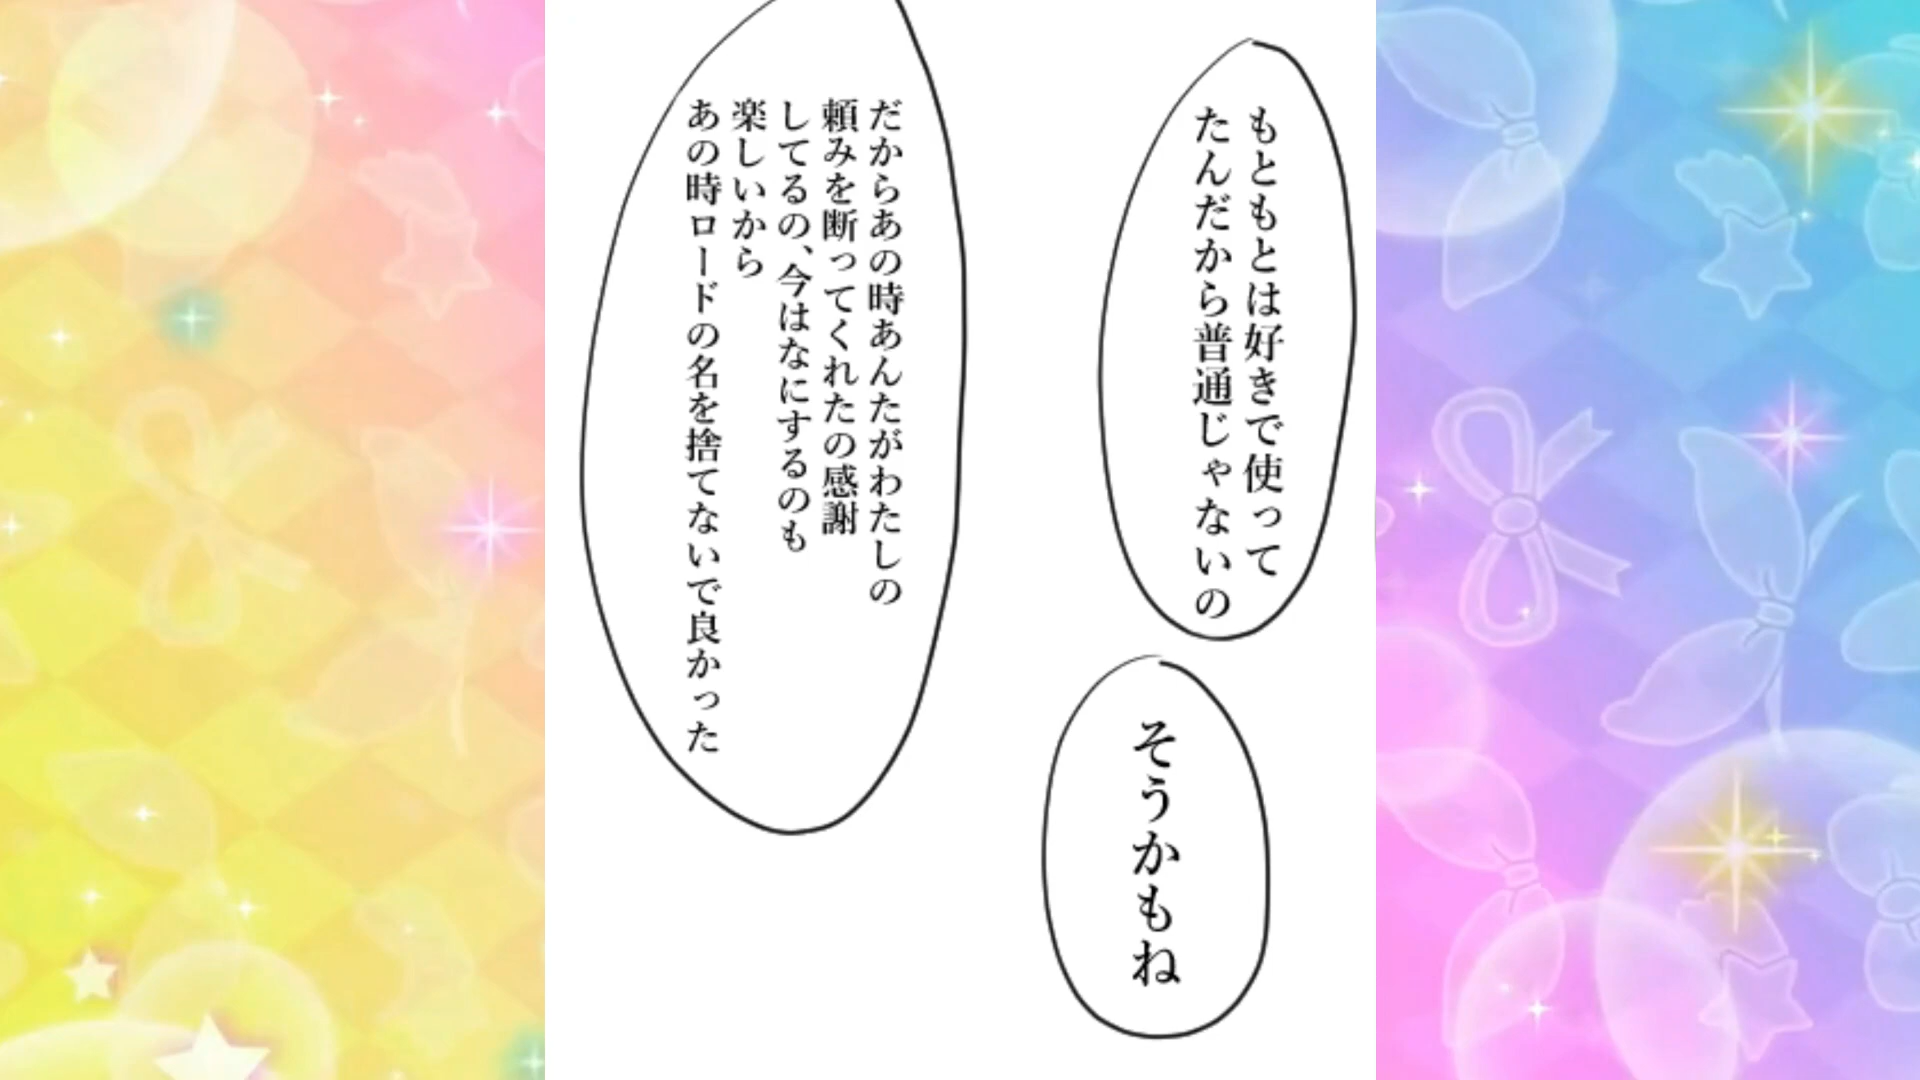 もともとは好きで使って
たんだから普通じゃないの
そうかもね
だからあの時あんたがわたしの
頼みを断ってくれたの感謝
してるの、今はなにするのも
楽しいから
あの時ロードの名を捨てないで良かった